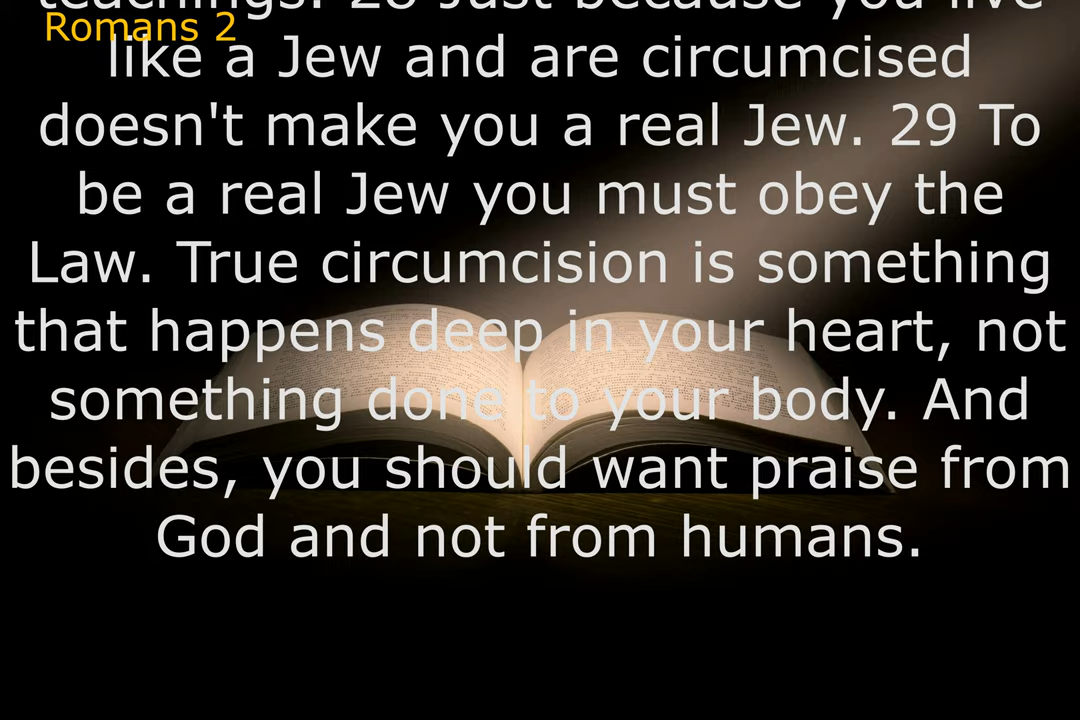 teachings. 28 Just because you live
Romans 2
like a Jew and are circumcised
doesn't make you a real Jew. 29 To
be a real Jew you must obey the
Law. True circumcision is something
that happens deep in your heart, not
something done to your body. And
besides, you should want praise from
God and not from humans.